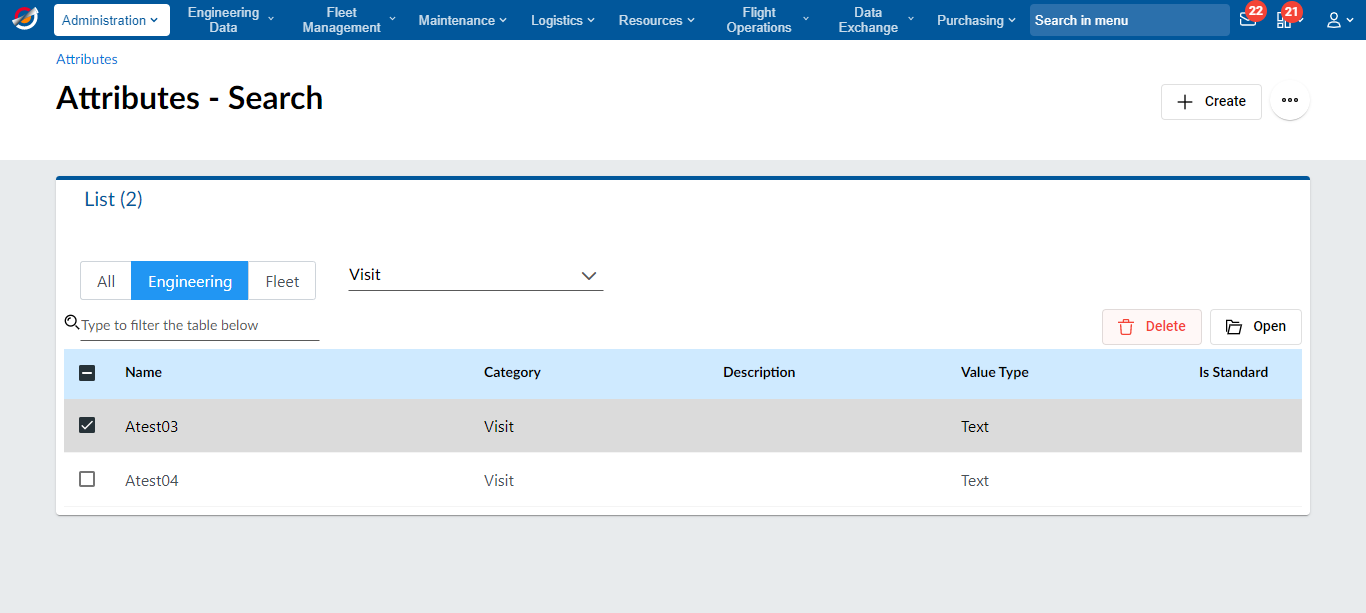 Administration
Engineering
Data
Fleet
Management
Maintenance
Logistics
Resources
Flight
Operations
Data
Exchange
Purchasing
Search in menu
22
21
Attributes
Attributes - Search
Create
List (2)
All
Engineering
Fleet
Visit
Type to filter the table below
Delete
Open
Name Category Description Value Type Is Standard
Atest03 Visit Text
Atest04 Visit Text